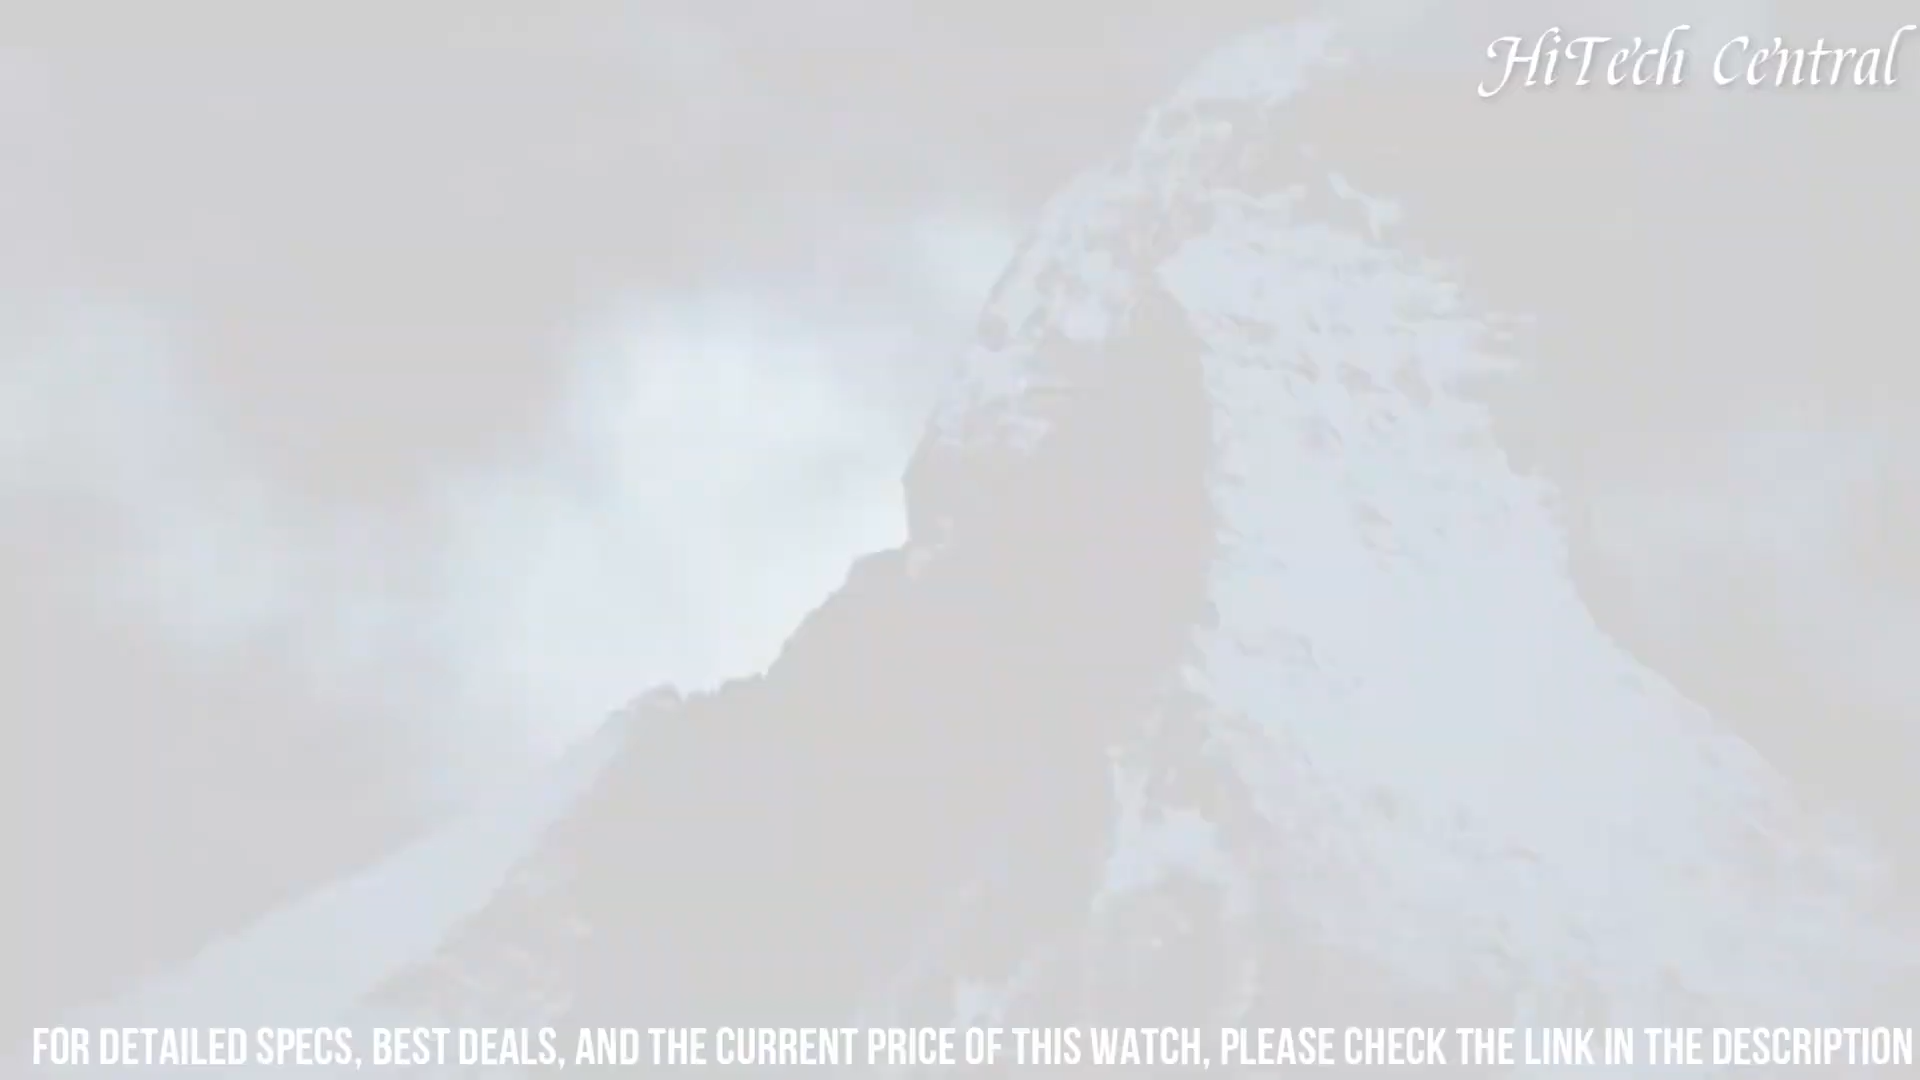 HiTech Central
FOR DETAILED SPECS, BEST DEALS, AND THE CURRENT PRICE OF THIS WATCH, PLEASE CHECK THE LINK IN THE DESCRIPTION